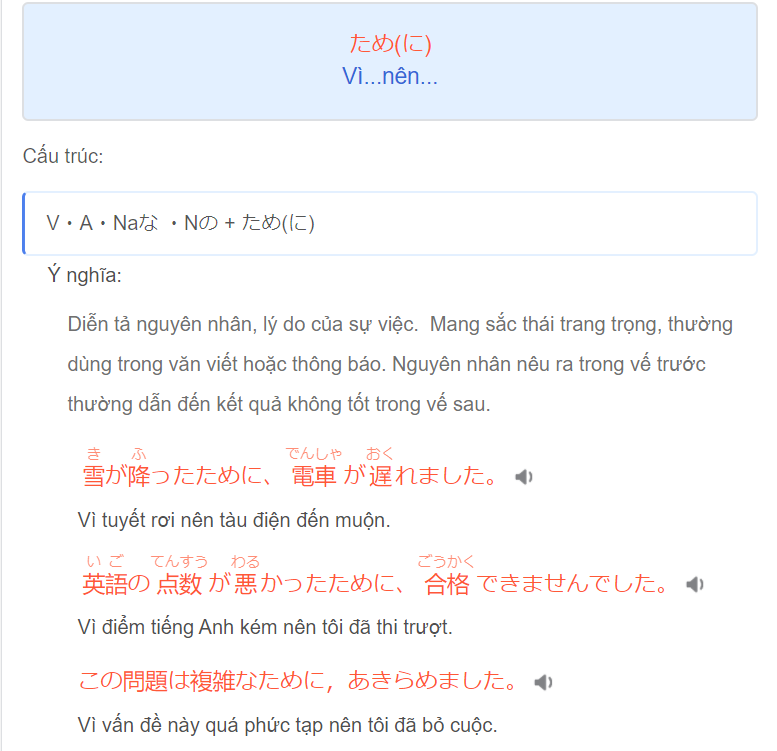 ため(に)
Vì...nên...
Cấu trúc:
V・A・Naな ・Nの + ため(に)
Ý nghĩa:
Diễn tả nguyên nhân, lý do của sự việc. Mang sắc thái trang trọng, thường
dùng trong văn viết hoặc thông báo. Nguyên nhân nêu ra trong vế trước
thường dẫn đến kết quả không tốt trong vế sau.
き ふ でんしゃ おく
雪が降ったために、電車が遅れました。
Vì tuyết rơi nên tàu điện đến muộn.
い ご てんすう わる ごうかく
英語の点数が悪かったために、合格できませんでした。
Vì điểm tiếng Anh kém nên tôi đã thi trượt.
この問題は複雑なために，あきらめました。
Vì vấn đề này quá phức tạp nên tôi đã bỏ cuộc.